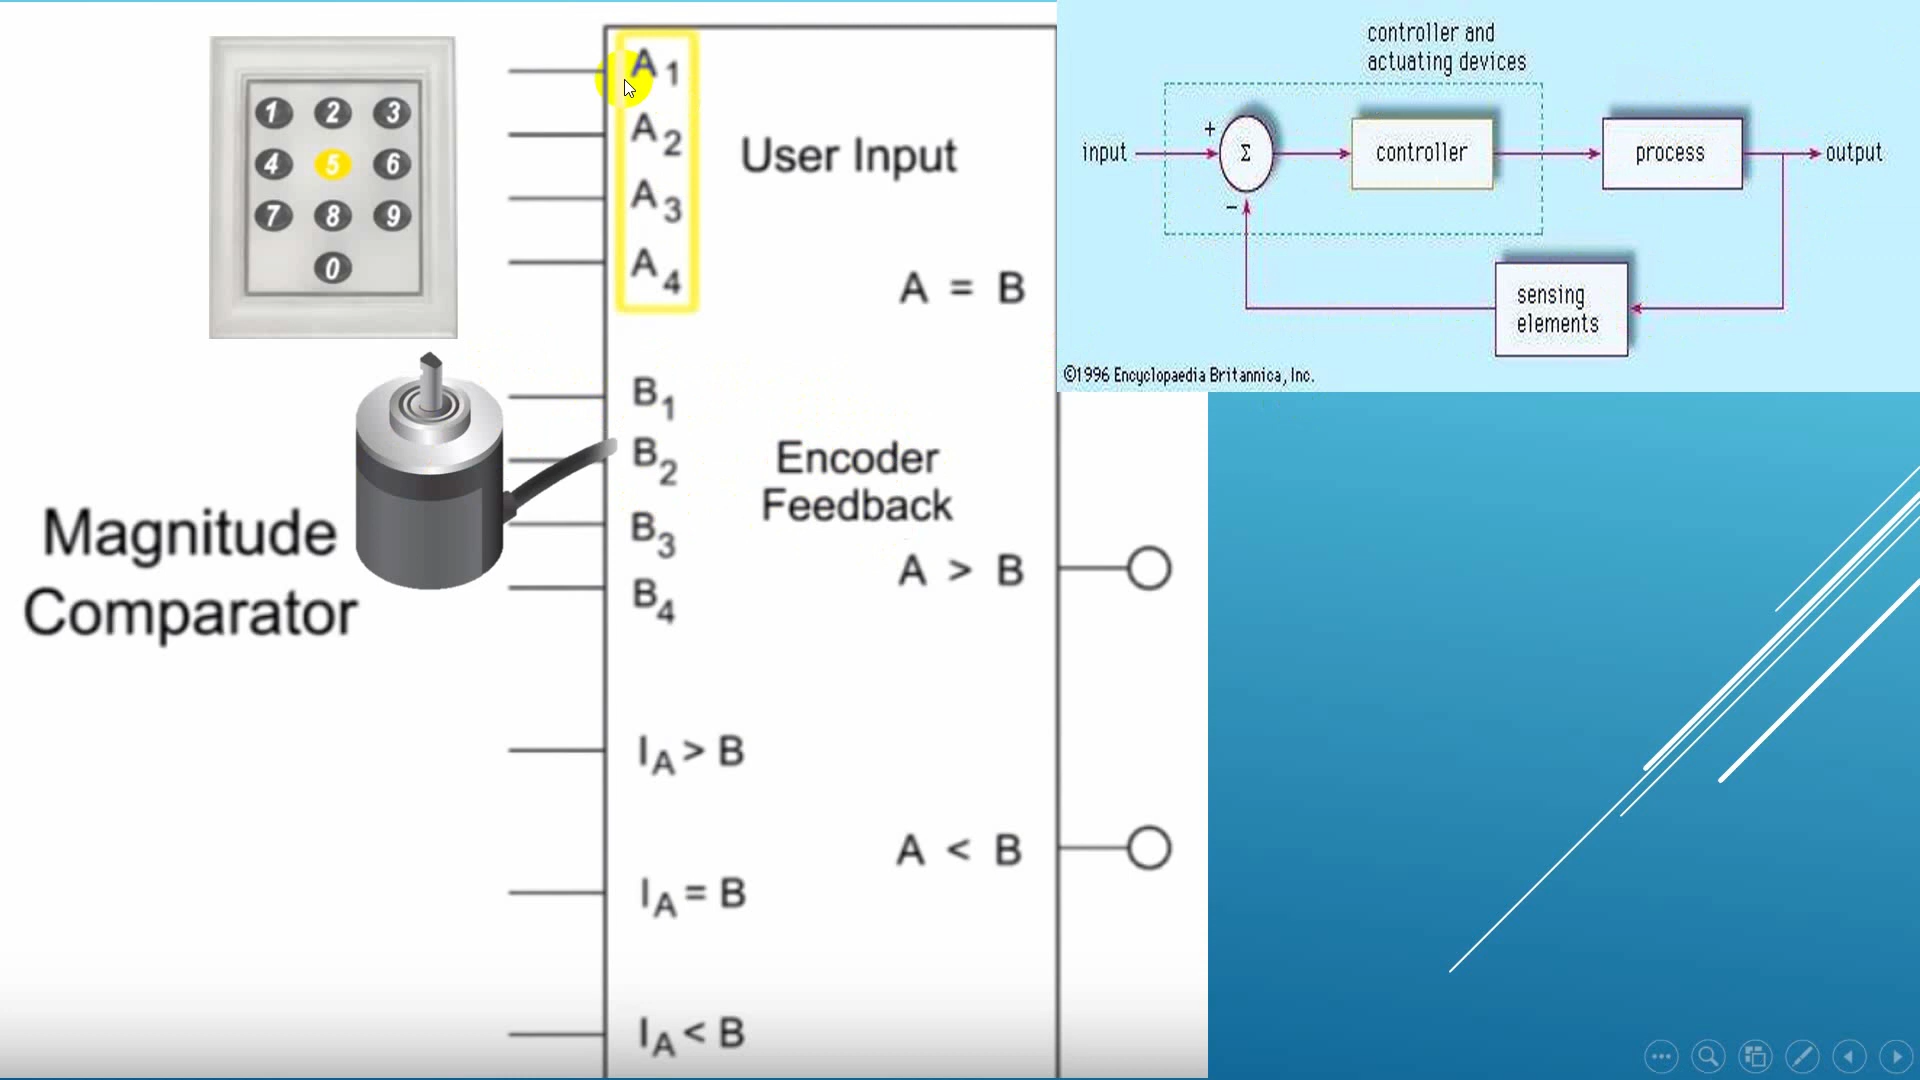 1 2 3
4 5 6
7 8 9
0
Magnitude
Comparator
A1
A2
A3
A4
User Input
A = B
B1
B2
B3
B4
Encoder
Feedback
A > B
IA > B
A < B
IA = B
IA < B
controller and
actuating devices
input
+
Σ
−
controller
process
output
sensing
elements
©1996 Encyclopaedia Britannica, Inc.